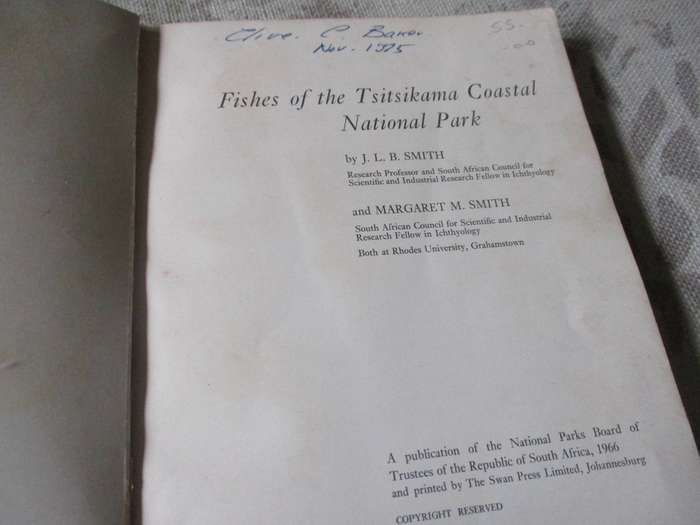 Clive. C. Baker
Nov. 1975
55.
-00
Fishes of the Tsitsikama Coastal
National Park
by J. L. B. SMITH
Research Professor and South African Council for
Scientific and Industrial Research Fellow in Ichthyology
and MARGARET M. SMITH
South African Council for Scientific and Industrial
Research Fellow in Ichthyology
Both at Rhodes University, Grahamstown
A publication of the National Parks Board of
Trustees of the Republic of South Africa, 1966
and printed by The Swan Press Limited, Johannesburg
COPYRIGHT RESERVED